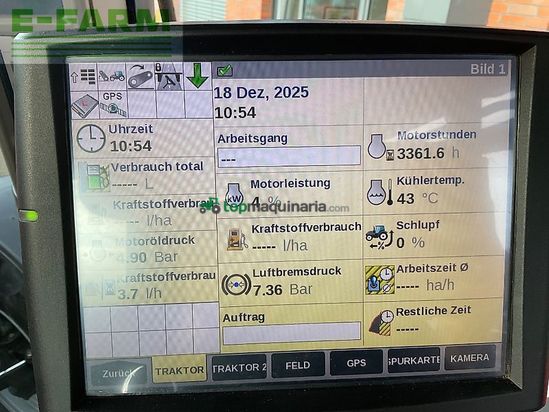 E-FARM
Bild 1
GPS
18 Dez, 2025
10:54
Uhrzeit
10:54
Arbeitsgang
---
Motorstunden
3361.6 h
Verbrauch total
----- L
Motorleistung
4 %
Kühlertemp.
43 °C
topmaquinaria.com
Kraftstoffverbrau
----- l/ha
Kraftstoffverbrauch
----- l/ha
Schlupf
0 %
Motoröldruck
4.90 Bar
Luftbremsdruck
7.36 Bar
Arbeitszeit Ø
----- ha/h
Kraftstoffverbrau
3.7 l/h
Auftrag
Restliche Zeit
-----
Zurück
TRAKTOR
TRAKTOR 2
FELD
GPS
SPURKARTE
KAMERA